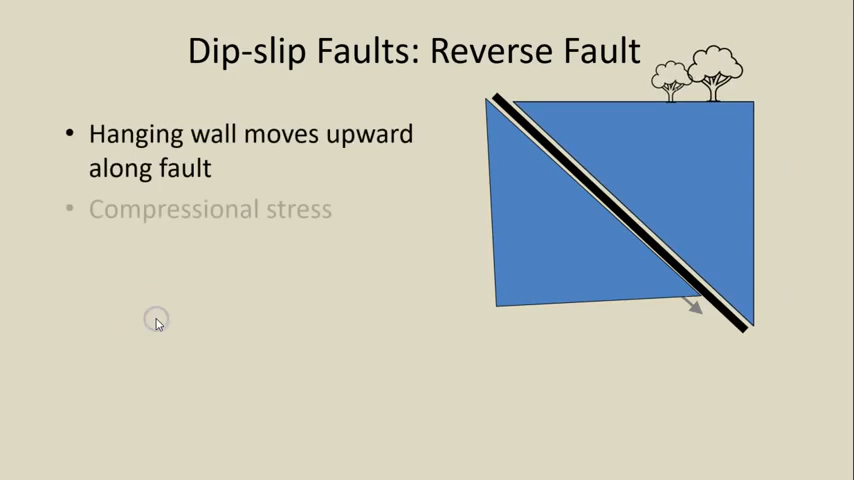 Dip-slip Faults: Reverse Fault
• Hanging wall moves upward
along fault
• Compressional stress